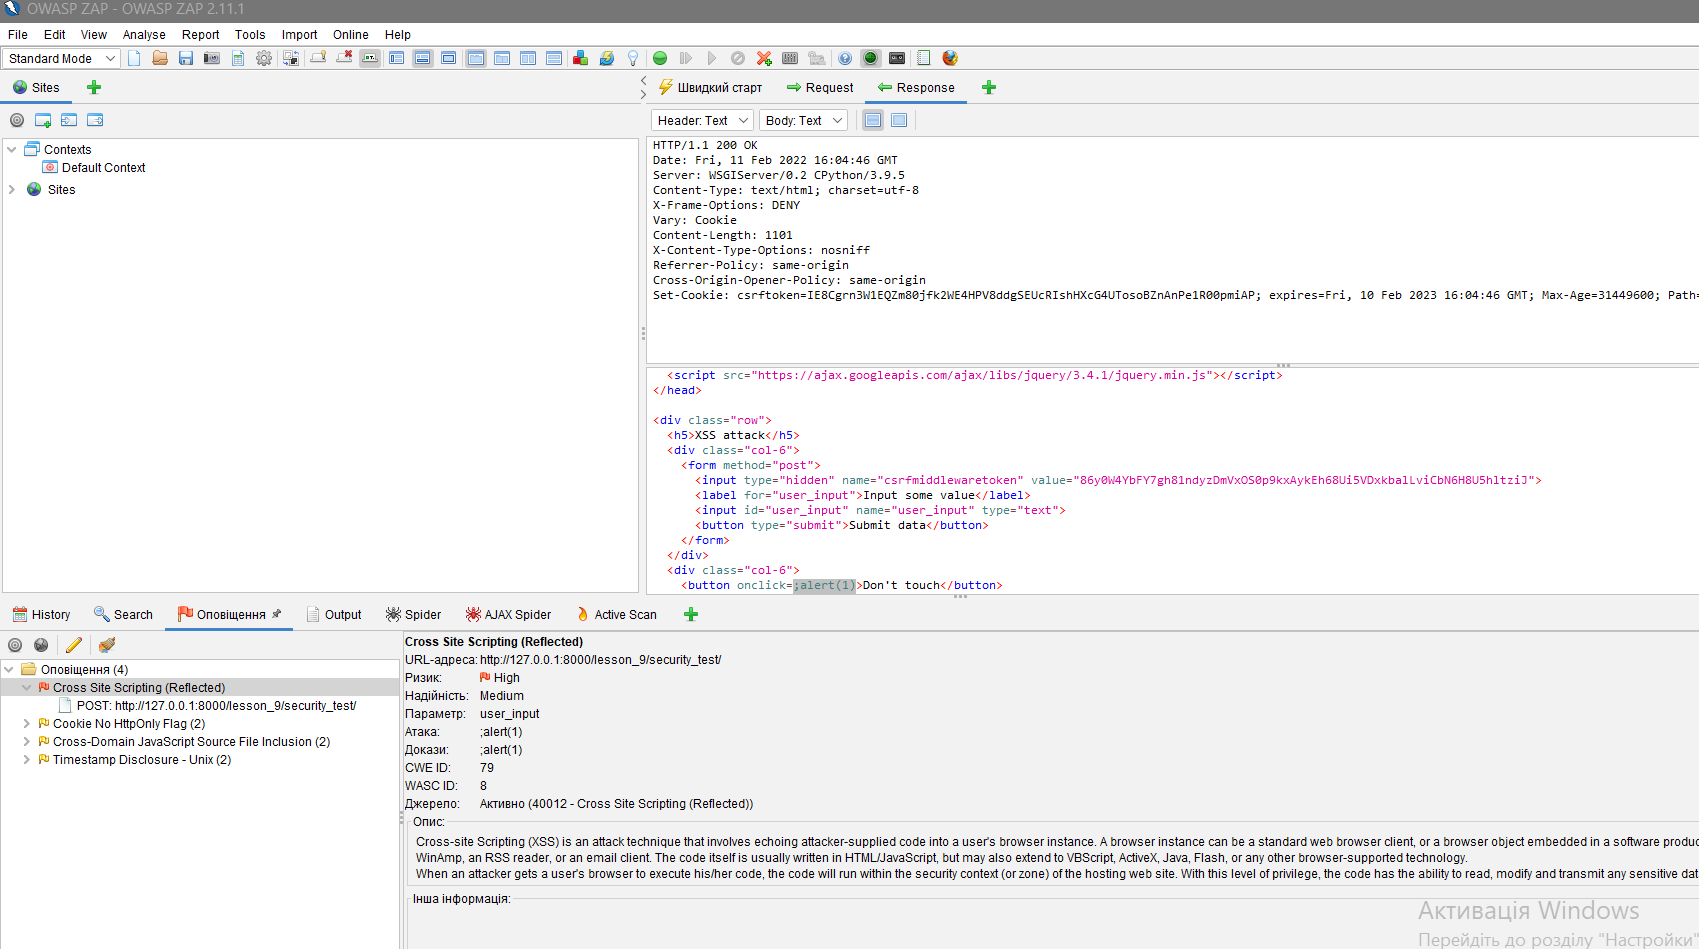 OWASP ZAP - OWASP ZAP 2.11.1
File Edit View Analyse Report Tools Import Online Help
Standard Mode
Sites
Швидкий старт Request Response
Header: Text Body: Text
Contexts
Default Context
Sites
HTTP/1.1 200 OK
Date: Fri, 11 Feb 2022 16:04:46 GMT
Server: WSGIServer/0.2 CPython/3.9.5
Content-Type: text/html; charset=utf-8
X-Frame-Options: DENY
Vary: Cookie
Content-Length: 1101
X-Content-Type-Options: nosniff
Referrer-Policy: same-origin
Cross-Origin-Opener-Policy: same-origin
Set-Cookie: csrftoken=IE8Cgrn3W1EQZm80jfk2WE4HPV8ddgSEUcRIshHXcG4UTosoBZnAnPe1R00pmiAP; expires=Fri, 10 Feb 2023 16:04:46 GMT; Max-Age=31449600; Path=
<script src="https://ajax.googleapis.com/ajax/libs/jquery/3.4.1/jquery.min.js"></script>
</head>
<div class="row">
<h5>XSS attack</h5>
<div class="col-6">
<form method="post">
<input type="hidden" name="csrfmiddlewaretoken" value="86y0W4YbFY7gh81ndyzDmVxOS0p9kxAykEh68Ui5VDxkbalLviCbN6H8U5hltziJ">
<label for="user_input">Input some value</label>
<input id="user_input" name="user_input" type="text">
<button type="submit">Submit data</button>
</form>
</div>
<div class="col-6">
<button onclick=;alert(1)>Don't touch</button>
History Search Оповіщення Output Spider AJAX Spider Active Scan
Оповіщення (4)
Cross Site Scripting (Reflected)
POST: http://127.0.0.1:8000/lesson_9/security_test/
Cookie No HttpOnly Flag (2)
Cross-Domain JavaScript Source File Inclusion (2)
Timestamp Disclosure - Unix (2)
Cross Site Scripting (Reflected)
URL-адреса: http://127.0.0.1:8000/lesson_9/security_test/
Ризик: High
Надійність: Medium
Параметр: user_input
Атака: ;alert(1)
Докази: ;alert(1)
CWE ID: 79
WASC ID: 8
Джерело: Активно (40012 - Cross Site Scripting (Reflected))
Опис:
Cross-site Scripting (XSS) is an attack technique that involves echoing attacker-supplied code into a user's browser instance. A browser instance can be a standard web browser client, or a browser object embedded in a software produc
WinAmp, an RSS reader, or an email client. The code itself is usually written in HTML/JavaScript, but may also extend to VBScript, ActiveX, Java, Flash, or any other browser-supported technology.
When an attacker gets a user's browser to execute his/her code, the code will run within the security context (or zone) of the hosting web site. With this level of privilege, the code has the ability to read, modify and transmit any sensitive dat
Інша інформація:
Активація Windows
Перейдіть до розділу "Настройки"